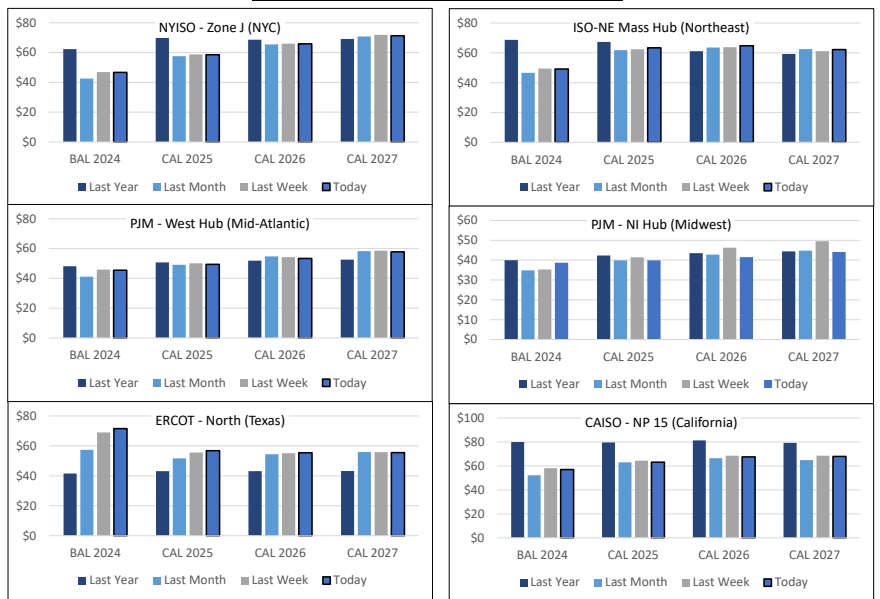 NYISO - Zone J (NYC)
$80
$60
$40
$20
$0
BAL 2024 CAL 2025 CAL 2026 CAL 2027
Last Year Last Month Last Week Today
ISO-NE Mass Hub (Northeast)
$80
$60
$40
$20
$0
BAL 2024 CAL 2025 CAL 2026 CAL 2027
Last Year Last Month Last Week Today
PJM - West Hub (Mid-Atlantic)
$80
$60
$40
$20
$0
BAL 2024 CAL 2025 CAL 2026 CAL 2027
Last Year Last Month Last Week Today
PJM - NI Hub (Midwest)
$60
$50
$40
$30
$20
$10
$0
BAL 2024 CAL 2025 CAL 2026 CAL 2027
Last Year Last Month Last Week Today
ERCOT - North (Texas)
$80
$60
$40
$20
$0
BAL 2024 CAL 2025 CAL 2026 CAL 2027
Last Year Last Month Last Week Today
CAISO - NP 15 (California)
$100
$80
$60
$40
$20
$0
BAL 2024 CAL 2025 CAL 2026 CAL 2027
Last Year Last Month Last Week Today